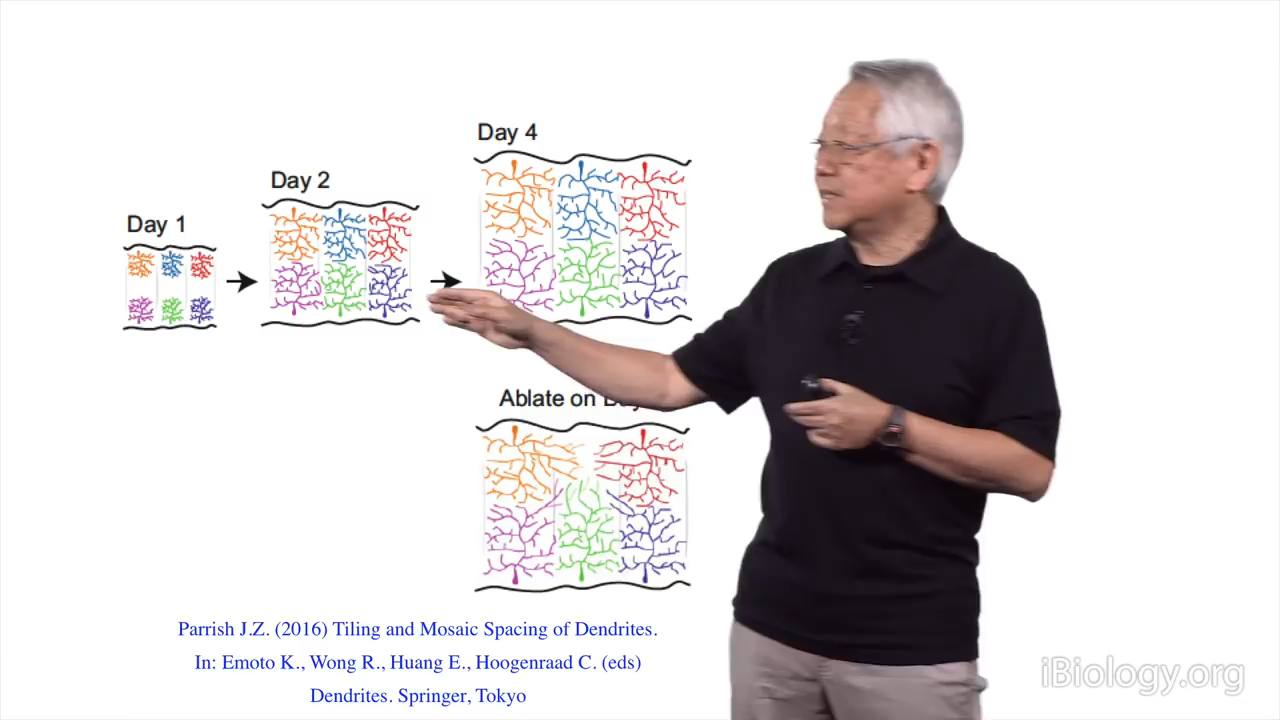 Day 1
Day 2
Day 4
Ablate on
Parrish J.Z. (2016) Tiling and Mosaic Spacing of Dendrites.
In: Emoto K., Wong R., Huang E., Hoogenraad C. (eds)
Dendrites. Springer, Tokyo
iBiology.org